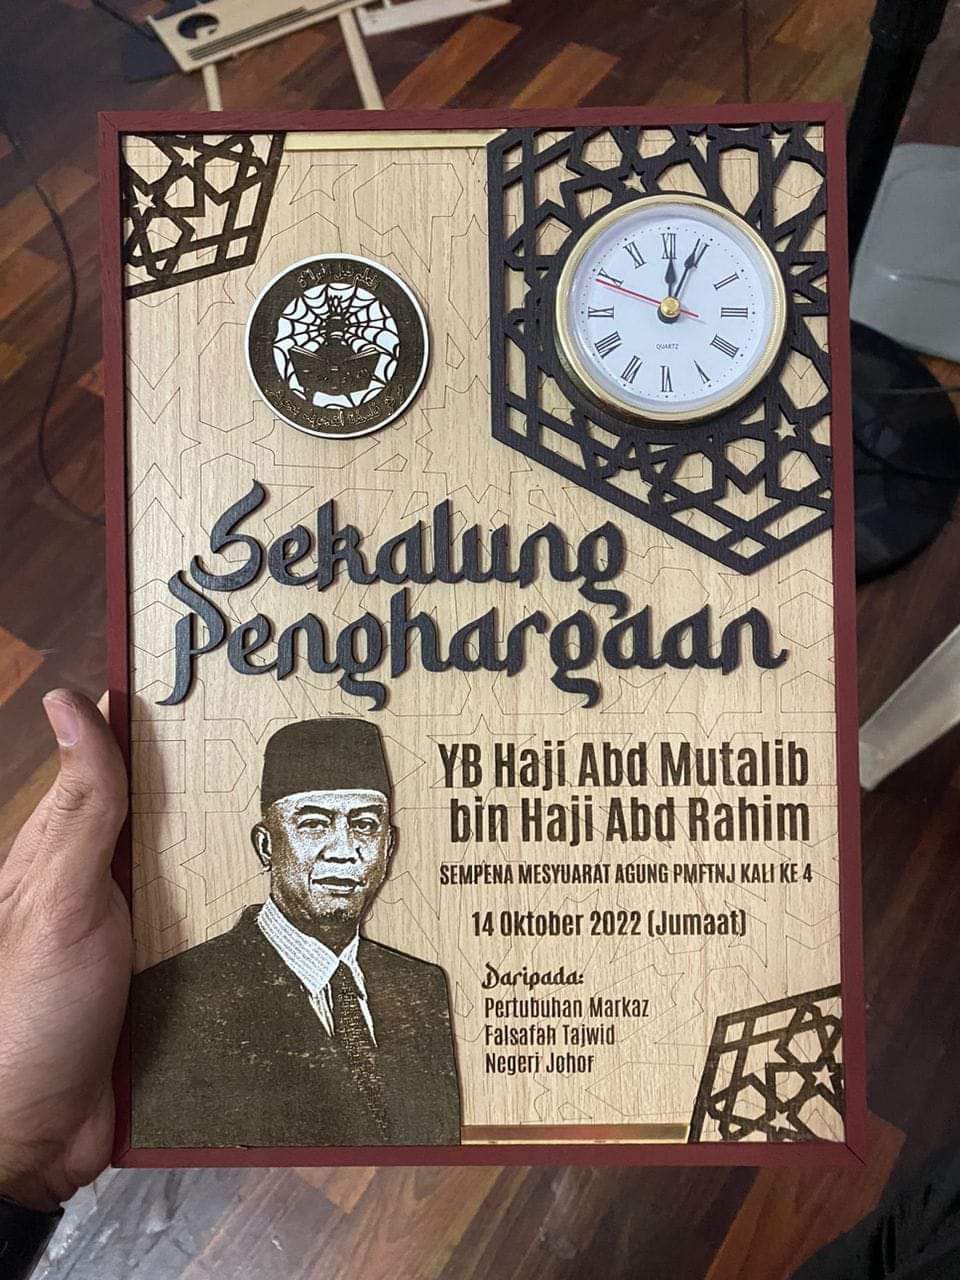 XII
QUARTZ
Sekalung
Penghargaan
YB Haji Abd Mutalib
bin Haji Abd Rahim
SEMPENA MESYUARAT AGUNG PMFTNJ KALI KE 4
14 Oktober 2022 (Jumaat)
Daripada:
Pertubuhan Markaz
Falsafah Tajwid
Negeri Johor